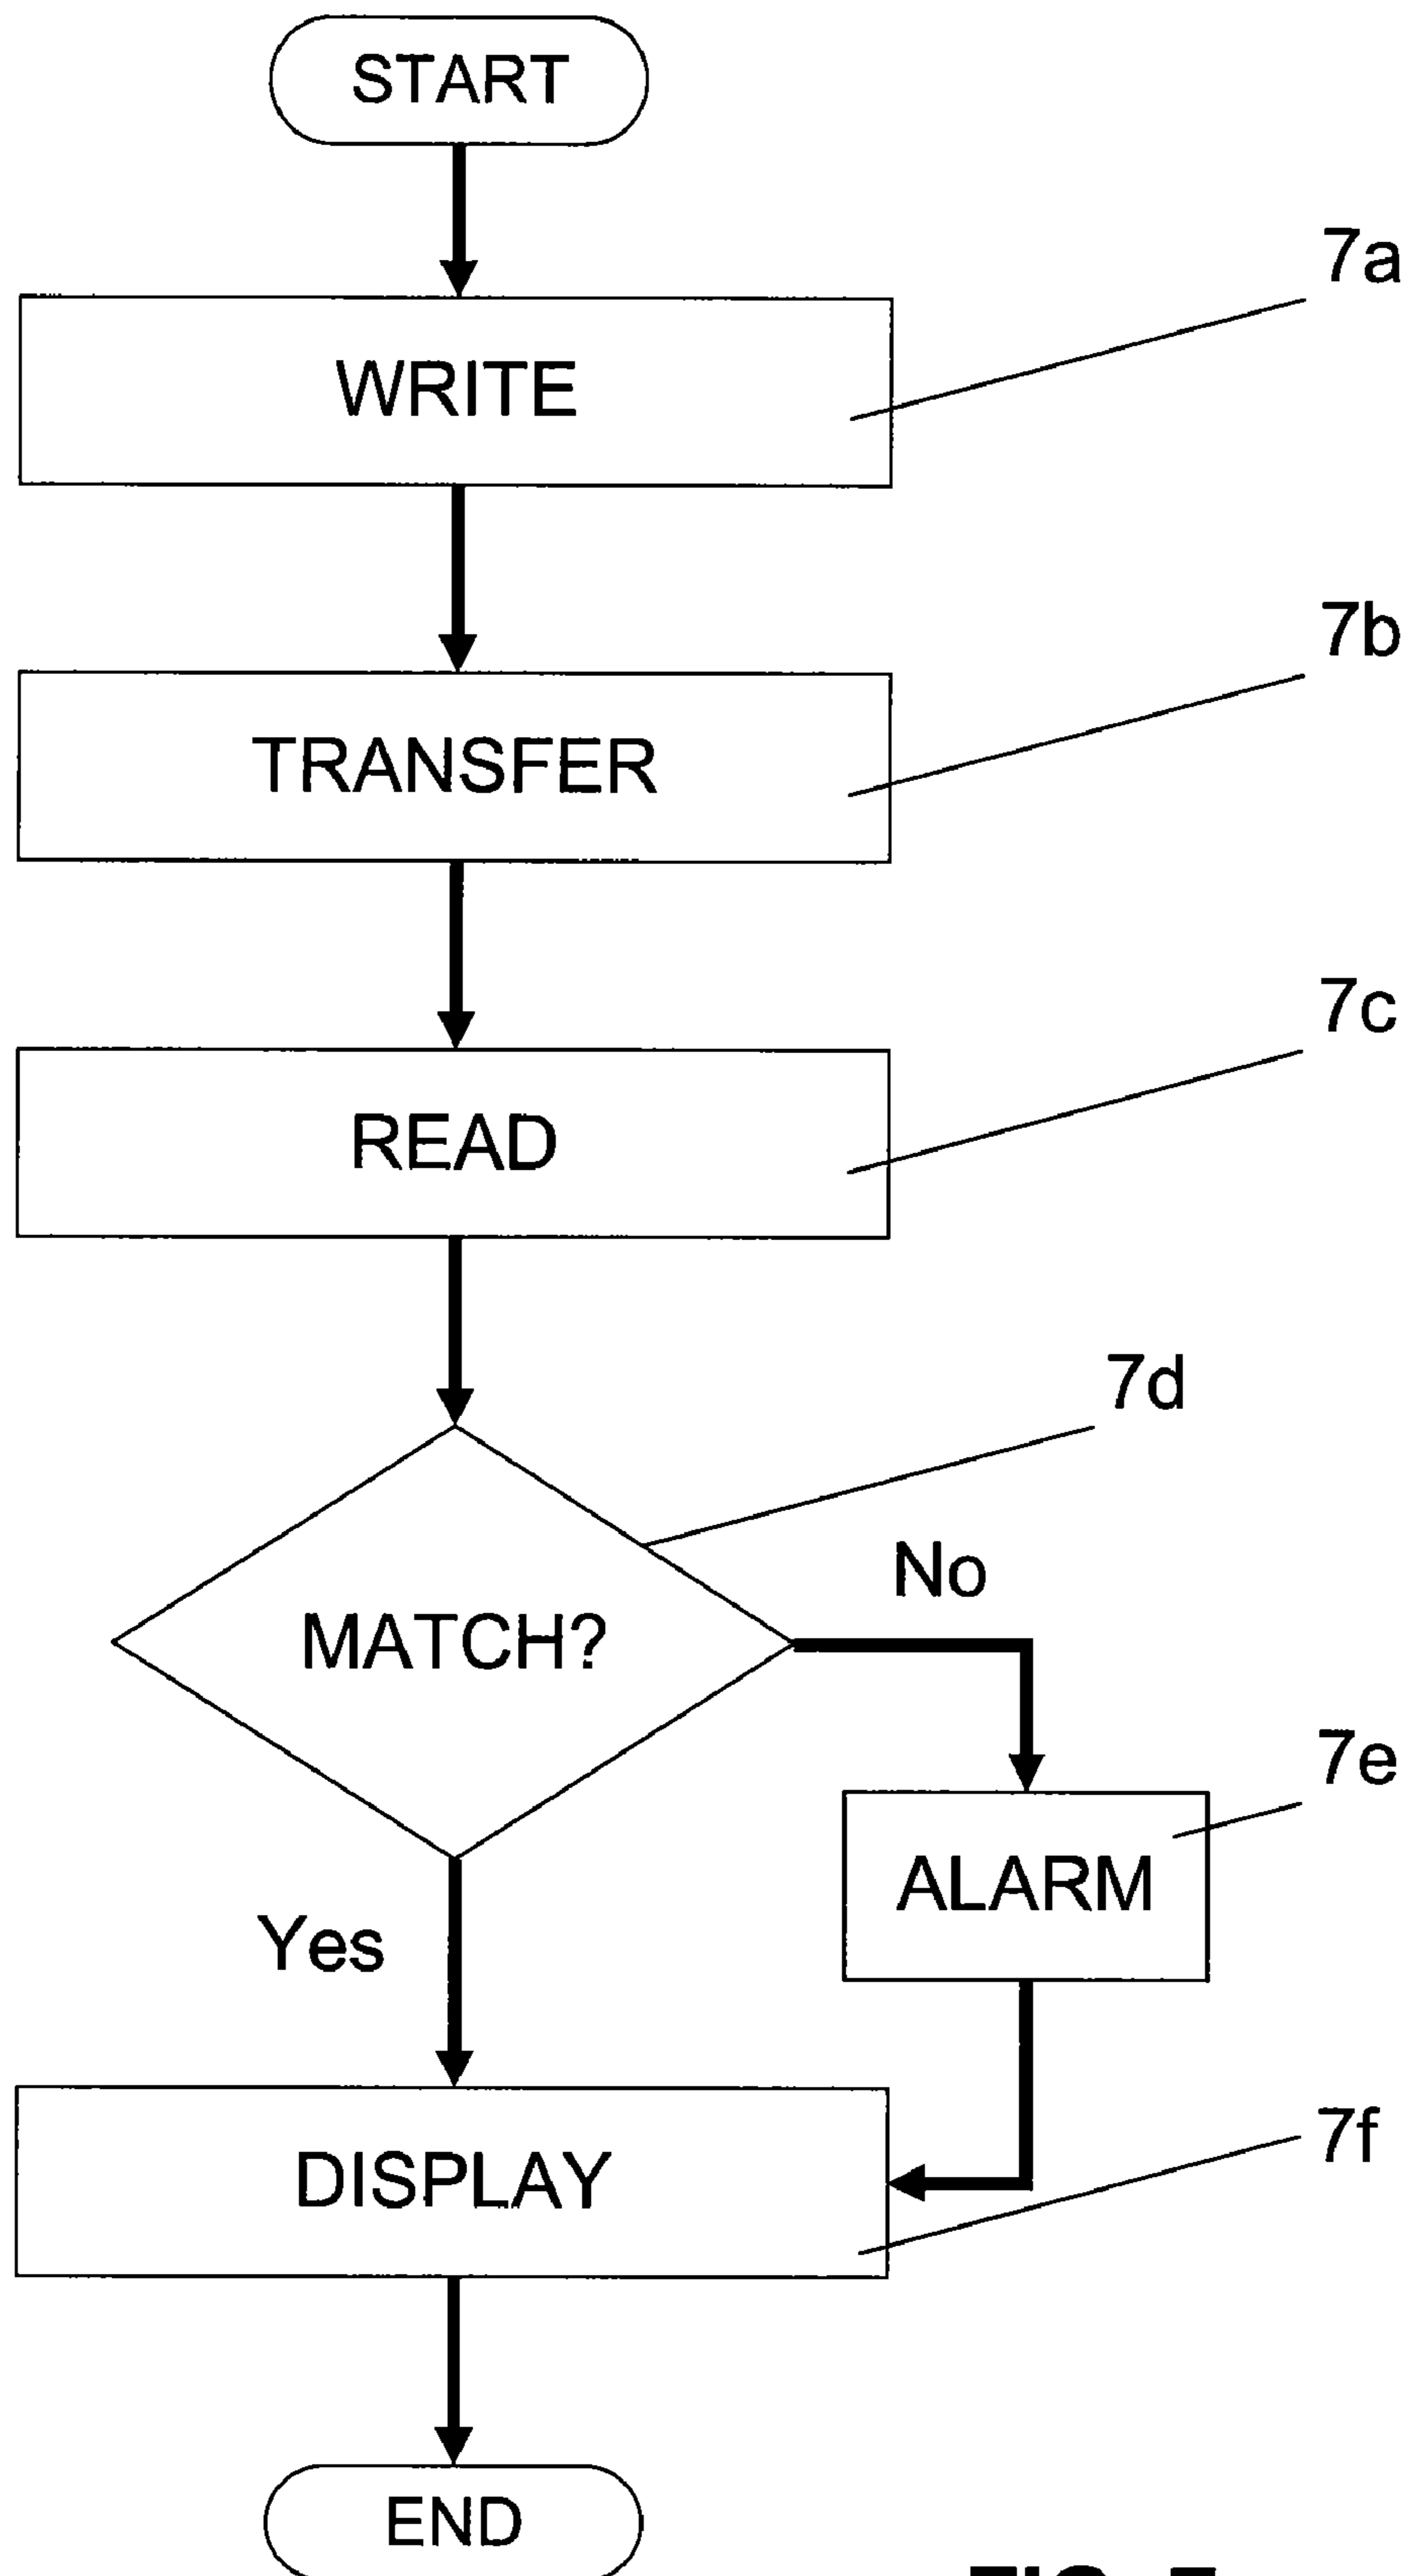 START
7a
WRITE
7b
TRANSFER
7c
READ
7d
No
MATCH?
7e
ALARM
Yes
7f
DISPLAY
END